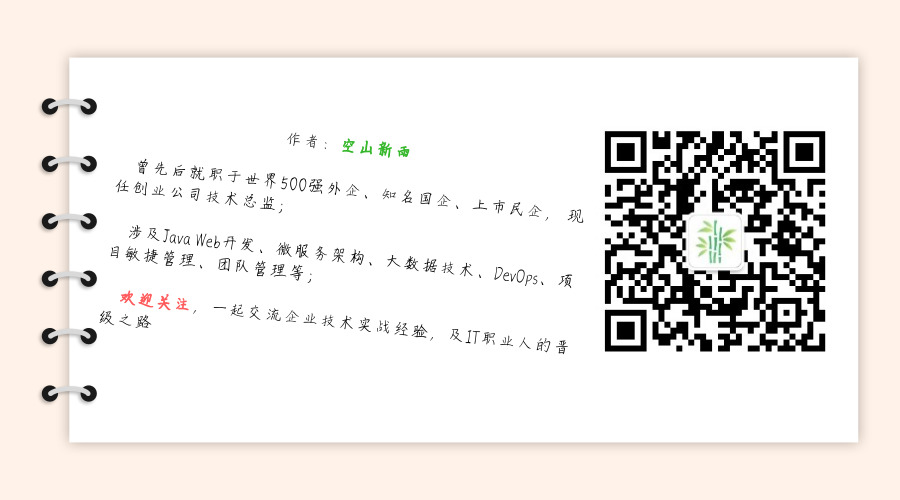 作者：空山新雨
曾先后就职于世界500强外企、知名国企、上市民企，现
任创业公司技术总监；
涉及Java Web开发、微服务架构、大数据技术、DevOps、项
目敏捷管理、团队管理等；
欢迎关注，一起交流企业技术实战经验，及IT职业人的晋
级之路